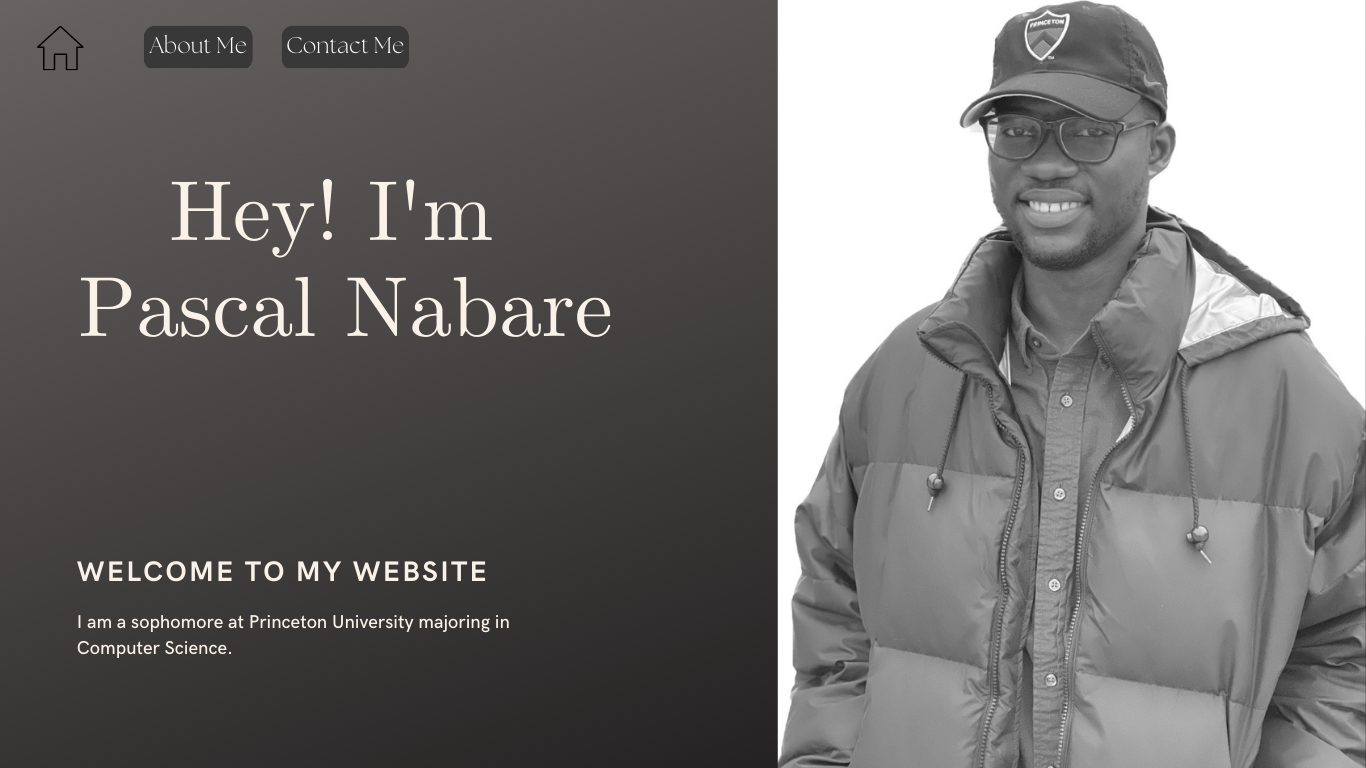 About Me
Contact Me
PRINCETON
TM
Hey! I'm
Pascal Nabare
WELCOME TO MY WEBSITE
I am a sophomore at Princeton University majoring in
Computer Science.